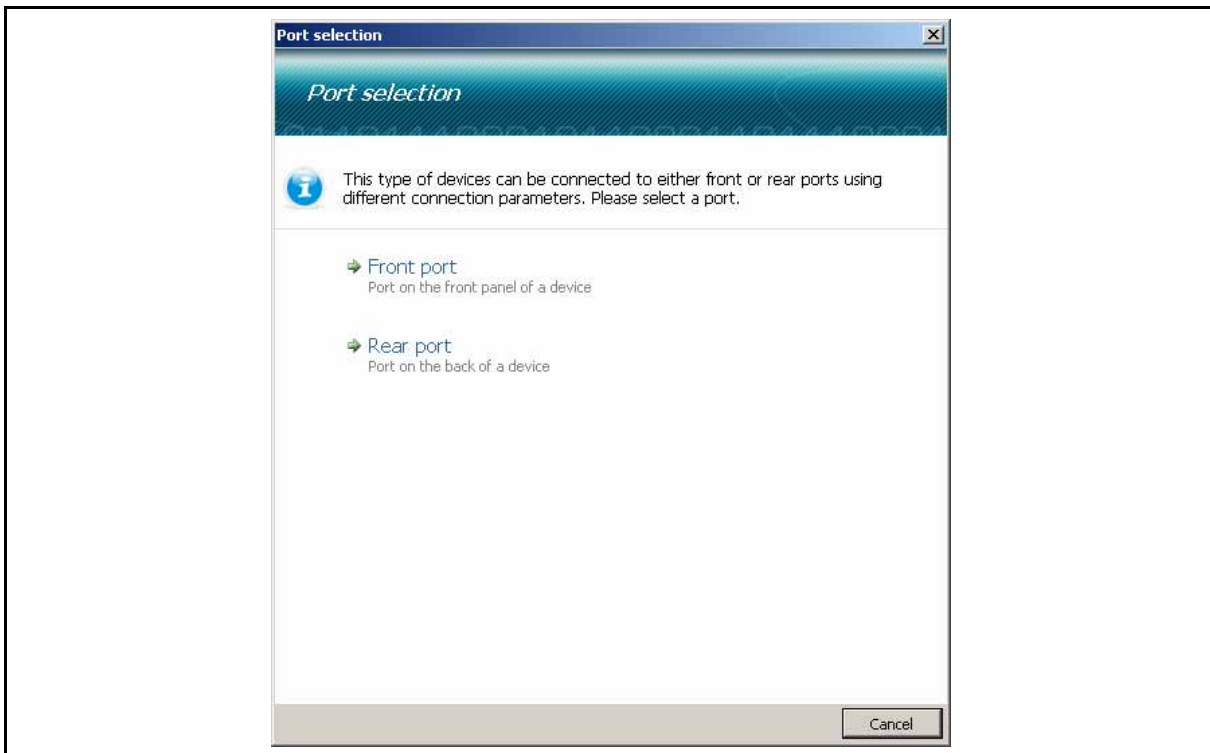 Port selection
Port selection
This type of devices can be connected to either front or rear ports using
different connection parameters. Please select a port.
Front port
Port on the front panel of a device
Rear port
Port on the back of a device
Cancel